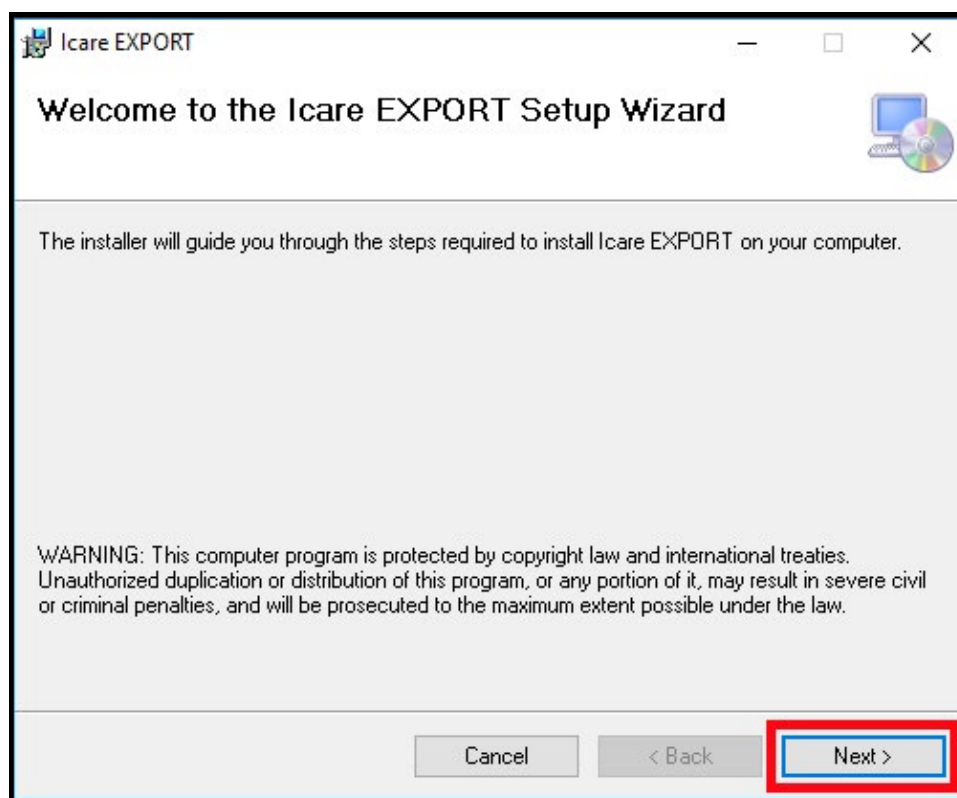 Icare EXPORT
Welcome to the Icare EXPORT Setup Wizard
The installer will guide you through the steps required to install Icare EXPORT on your computer.
WARNING: This computer program is protected by copyright law and international treaties.
Unauthorized duplication or distribution of this program, or any portion of it, may result in severe civil
or criminal penalties, and will be prosecuted to the maximum extent possible under the law.
Cancel
< Back
Next >